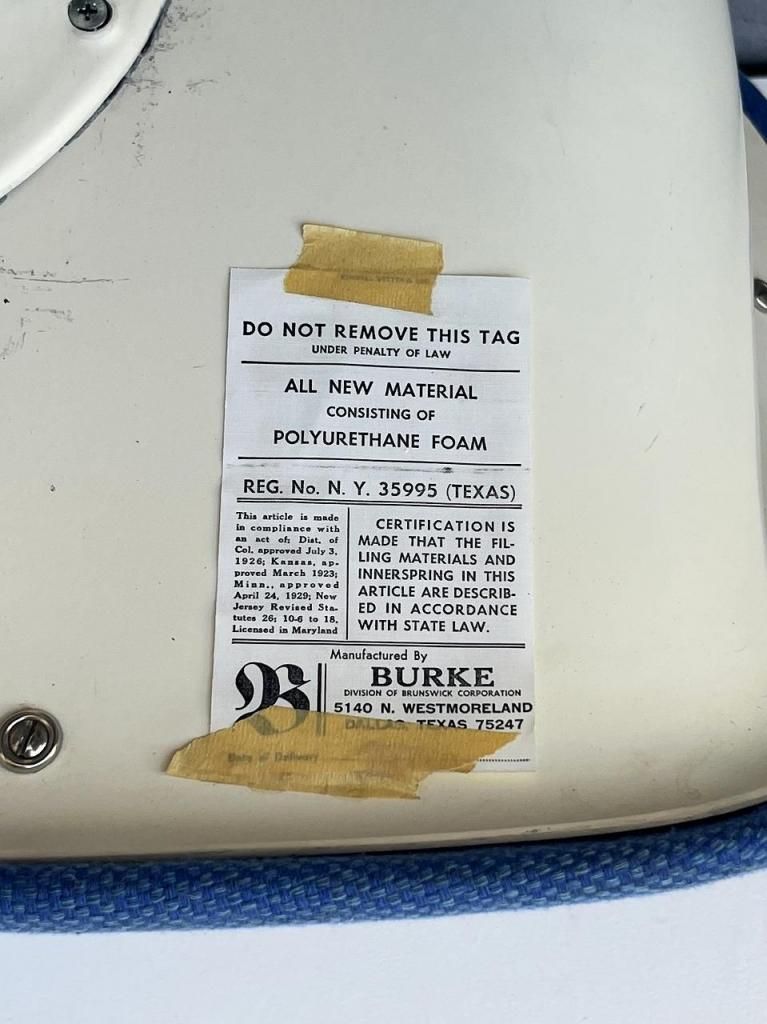 DO NOT REMOVE THIS TAG
UNDER PENALTY OF LAW
ALL NEW MATERIAL
CONSISTING OF
POLYURETHANE FOAM
REG. No. N. Y. 35995 (TEXAS)
This article is made
in compliance with
an act of: Dist. of
Col. approved July 3,
1926; Kansas, ap-
proved March 1923;
Minn., approved
April 24, 1929; New
Jersey Revised Sta-
tutes 26: 10-6 to 18.
Licensed in Maryland
CERTIFICATION IS
MADE THAT THE FIL-
LING MATERIALS AND
INNERSPRING IN THIS
ARTICLE ARE DESCRIB-
ED IN ACCORDANCE
WITH STATE LAW.
Manufactured By
B
BURKE
DIVISION OF BRUNSWICK CORPORATION
5140 N. WESTMORELAND
DALLAS, TEXAS 75247
Date of Delivery